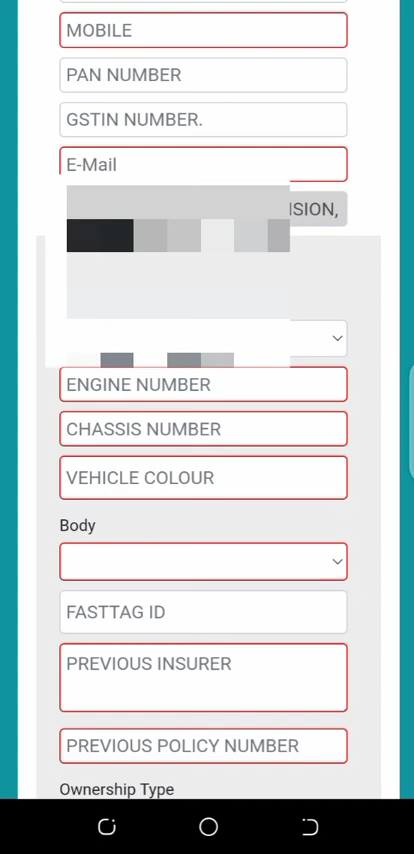 MOBILE
PAN NUMBER
GSTIN NUMBER.
E-Mail
ISION,
ENGINE NUMBER
CHASSIS NUMBER
VEHICLE COLOUR
Body
FASTTAG ID
PREVIOUS INSURER
PREVIOUS POLICY NUMBER
Ownership Type